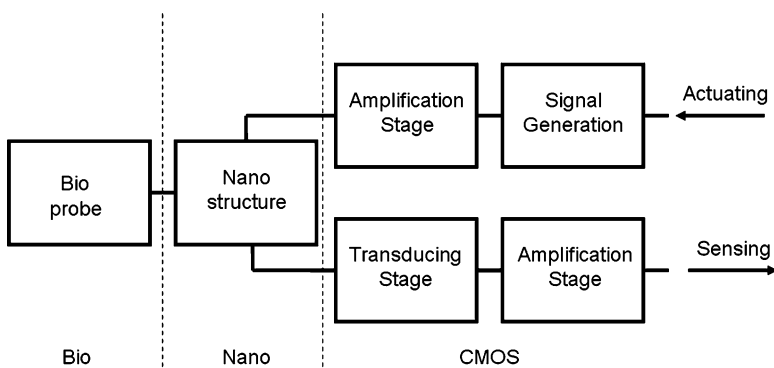 Bio
probe
Nano
structure
Amplification
Stage
Signal
Generation
Actuating
Transducing
Stage
Amplification
Stage
Sensing
Bio
Nano
CMOS